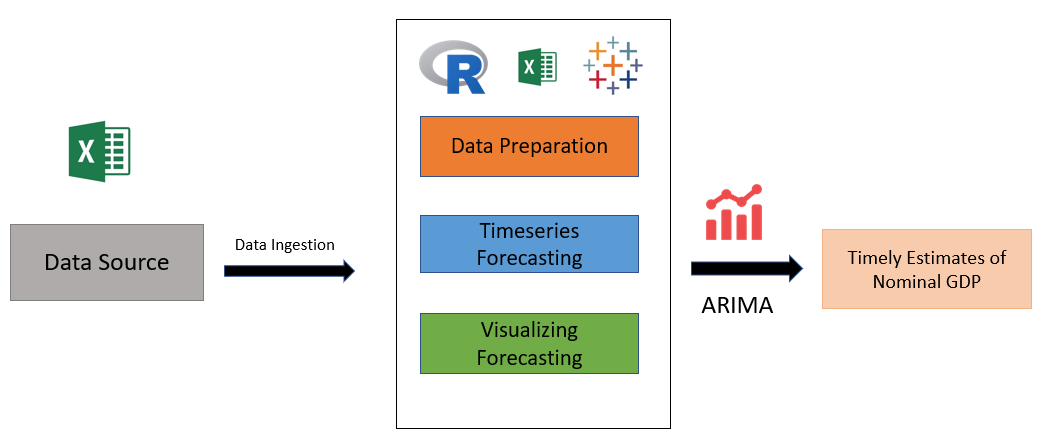 R
X
X
Data Preparation
Data Source
Data Ingestion
Timeseries
Forecasting
Visualizing
Forecasting
ARIMA
Timely Estimates of
Nominal GDP